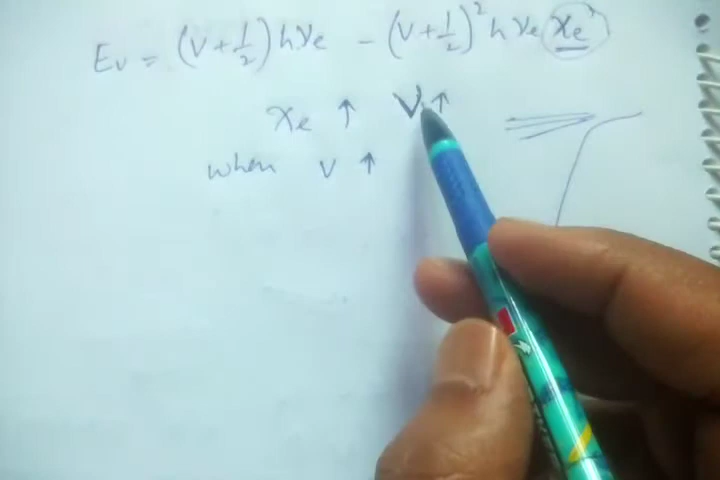 Ev = (v+1/2)hνe - (v+1/2)²hνe xe
xe ↑ v ↑
when v ↑